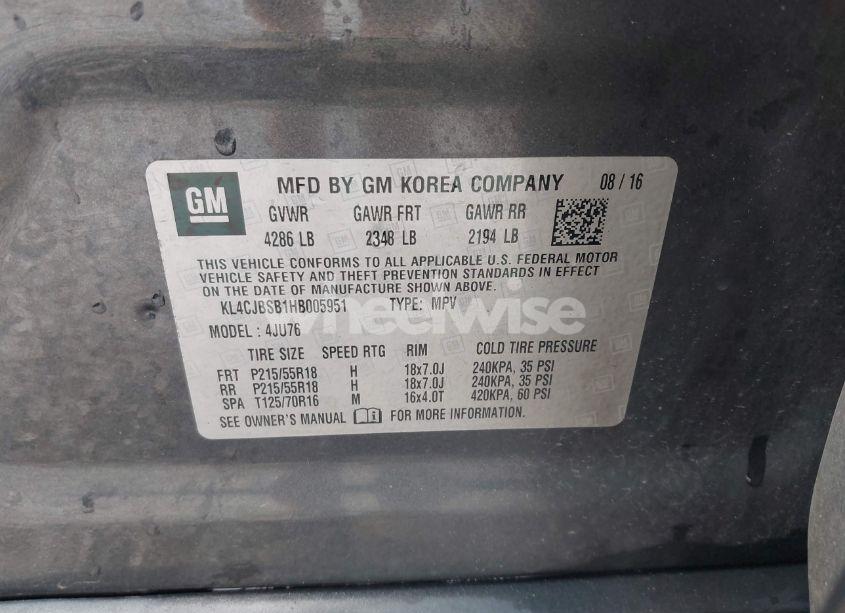 GM MFD BY GM KOREA COMPANY 08 / 16
GVWR GAWR FRT GAWR RR
4286 LB 2348 LB 2194 LB
THIS VEHICLE CONFORMS TO ALL APPLICABLE U.S. FEDERAL MOTOR
VEHICLE SAFETY AND THEFT PREVENTION STANDARDS IN EFFECT
ON THE DATE OF MANUFACTURE SHOWN ABOVE.
KL4CJBSB1HB005951 TYPE: MPV
wheelwise
MODEL : 4JU76
TIRE SIZE SPEED RTG RIM COLD TIRE PRESSURE
FRT P215/55R18 H 18x7.0J 240KPA, 35 PSI
RR P215/55R18 H 18x7.0J 240KPA, 35 PSI
SPA T125/70R16 M 16x4.0T 420KPA, 60 PSI
SEE OWNER'S MANUAL FOR MORE INFORMATION.